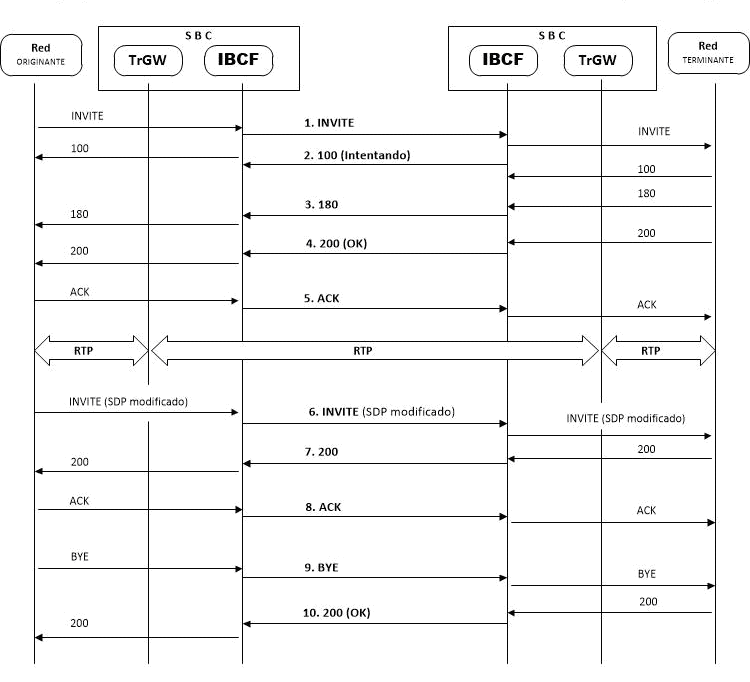 S B C
S B C
Red
ORIGINANTE
TrGW
IBCF
IBCF
TrGW
Red
TERMINANTE
INVITE
1. INVITE
INVITE
100
2. 100 (Intentando)
100
180
3. 180
180
200
4. 200 (OK)
200
ACK
5. ACK
ACK
RTP
RTP
RTP
INVITE (SDP modificado)
6. INVITE (SDP modificado)
INVITE (SDP modificado)
200
7. 200
200
ACK
8. ACK
ACK
BYE
9. BYE
BYE
200
10. 200 (OK)
200